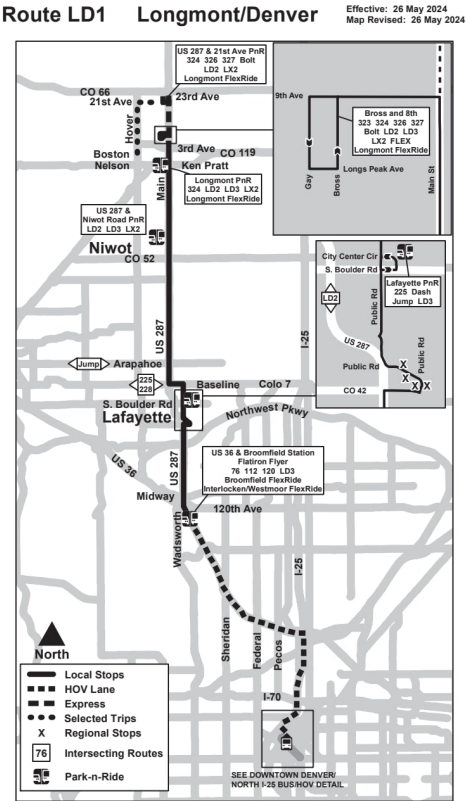 Route LD1 Longmont/Denver
Effective: 26 May 2024
Map Revised: 26 May 2024
US 287 & 21st Ave PnR
324 326 327 Bolt
LD2 LX2
Longmont FlexRide
CO 66
21st Ave
23rd Ave
Hover
3rd Ave
CO 119
Boston
Nelson
Ken Pratt
Main
Longmont PnR
324 LD2 LD3 LX2
Longmont FlexRide
US 287 &
Niwot Road PnR
LD2 LD3 LX2
Niwot
CO 52
US 287
I-25
Jump
Arapahoe
225
228
Baseline
Colo 7
S. Boulder Rd
Lafayette
Northwest Pkwy
US 36
US 287
US 36 & Broomfield Station
Flatiron Flyer
76 112 120 LD3
Broomfield FlexRide
Interlocken/Westmoor FlexRide
Midway
120th Ave
Wadsworth
I-25
Sheridan
Federal
Pecos
I-70
SEE DOWNTOWN DENVER/
NORTH I-25 BUS/HOV DETAIL
9th Ave
Bross and 8th
323 324 326 327
Bolt LD2 LD3
LX2 FLEX
Longmont FlexRide
Longs Peak Ave
Gay
Bross
Main St
City Center Cir
S. Boulder Rd
Lafayette PnR
225 Dash
Jump LD3
LD2
Public Rd
US 287
Public Rd
Public Rd
X
X
X
X
CO 42
North
Local Stops
HOV Lane
Express
Selected Trips
X Regional Stops
76 Intersecting Routes
Park-n-Ride